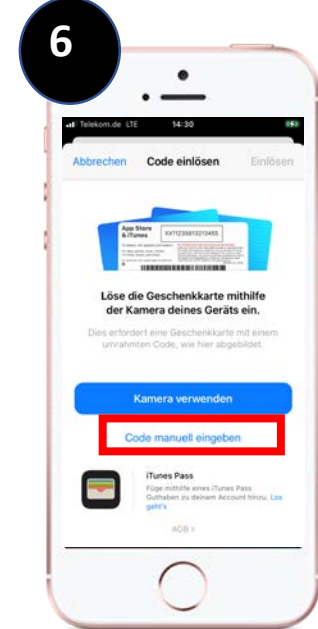 6
Telekom.de LTE 14:30
Abbrechen Code einlösen Einlösen
App Store
& iTunes
Löse die Geschenkkarte mithilfe
der Kamera deines Geräts ein.
Dies erfordert eine Geschenkkarte mit einem
umrahmten Code, wie hier abgebildet.
Kamera verwenden
Code manuell eingeben
iTunes Pass
Füge mithilfe eines iTunes Pass
Guthaben zu deinem Account hinzu. Los
geht's
AGB >